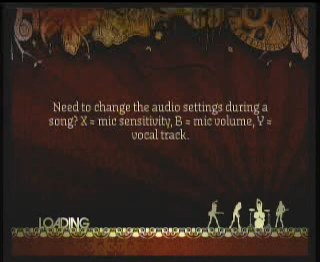 Need to change the audio settings during a
song? X = mic sensitivity, B = mic volume, Y =
vocal track.
LOADING